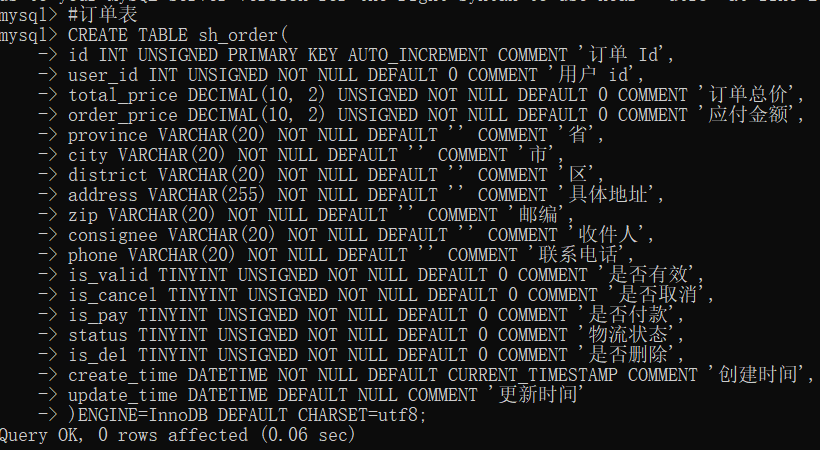 mysql> #订单表
mysql> CREATE TABLE sh_order(
    -> id INT UNSIGNED PRIMARY KEY AUTO_INCREMENT COMMENT '订单 Id',
    -> user_id INT UNSIGNED NOT NULL DEFAULT 0 COMMENT '用户 id',
    -> total_price DECIMAL(10, 2) UNSIGNED NOT NULL DEFAULT 0 COMMENT '订单总价',
    -> order_price DECIMAL(10, 2) UNSIGNED NOT NULL DEFAULT 0 COMMENT '应付金额',
    -> province VARCHAR(20) NOT NULL DEFAULT '' COMMENT '省',
    -> city VARCHAR(20) NOT NULL DEFAULT '' COMMENT '市',
    -> district VARCHAR(20) NOT NULL DEFAULT '' COMMENT '区',
    -> address VARCHAR(255) NOT NULL DEFAULT '' COMMENT '具体地址',
    -> zip VARCHAR(20) NOT NULL DEFAULT '' COMMENT '邮编',
    -> consignee VARCHAR(20) NOT NULL DEFAULT '' COMMENT '收件人',
    -> phone VARCHAR(20) NOT NULL DEFAULT '' COMMENT '联系电话',
    -> is_valid TINYINT UNSIGNED NOT NULL DEFAULT 0 COMMENT '是否有效',
    -> is_cancel TINYINT UNSIGNED NOT NULL DEFAULT 0 COMMENT '是否取消',
    -> is_pay TINYINT UNSIGNED NOT NULL DEFAULT 0 COMMENT '是否付款',
    -> status TINYINT UNSIGNED NOT NULL DEFAULT 0 COMMENT '物流状态',
    -> is_del TINYINT UNSIGNED NOT NULL DEFAULT 0 COMMENT '是否删除',
    -> create_time DATETIME NOT NULL DEFAULT CURRENT_TIMESTAMP COMMENT '创建时间',
    -> update_time DATETIME DEFAULT NULL COMMENT '更新时间'
    -> )ENGINE=InnoDB DEFAULT CHARSET=utf8;
Query OK, 0 rows affected (0.06 sec)